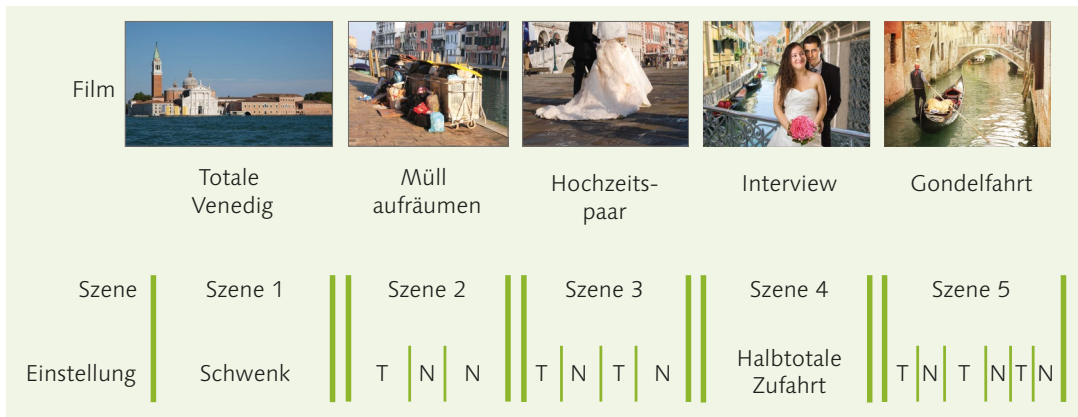 Film
Totale
Venedig
Müll
aufräumen
Hochzeits-
paar
Interview
Gondelfahrt
Szene
Szene 1
Szene 2
Szene 3
Szene 4
Szene 5
Einstellung
Schwenk
T N N
T N T N
Halbtotale
Zufahrt
T N T N T N